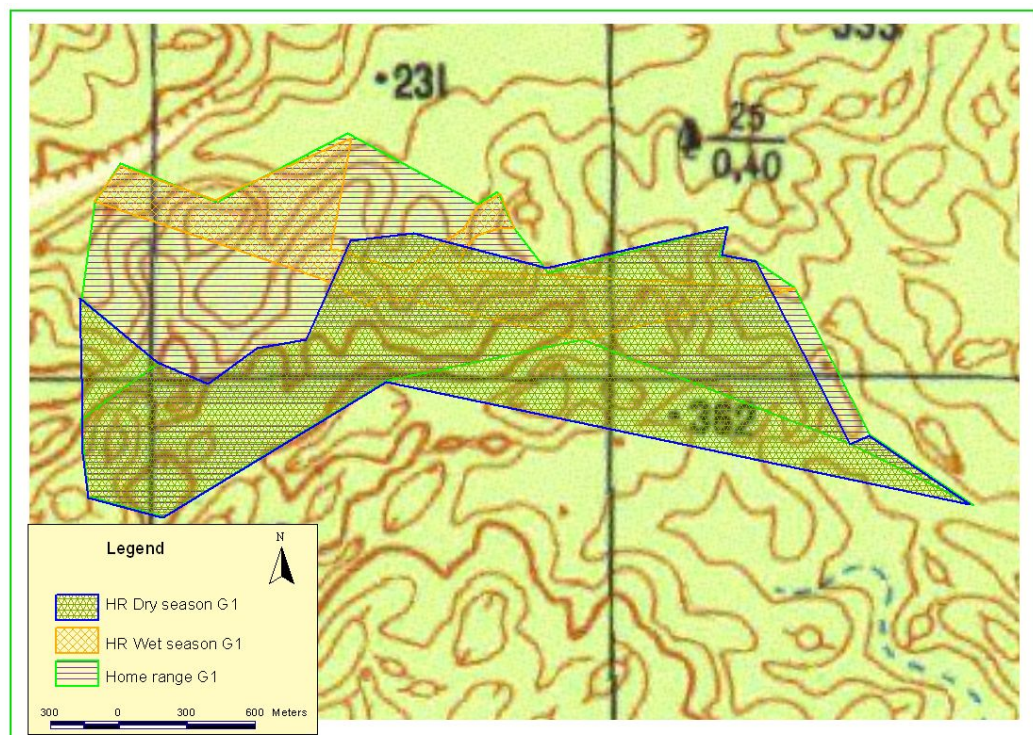 231
25
0,40
362
Legend
N
HR Dry season G1
HR Wet season G1
Home range G1
300 0 300 600 Meters